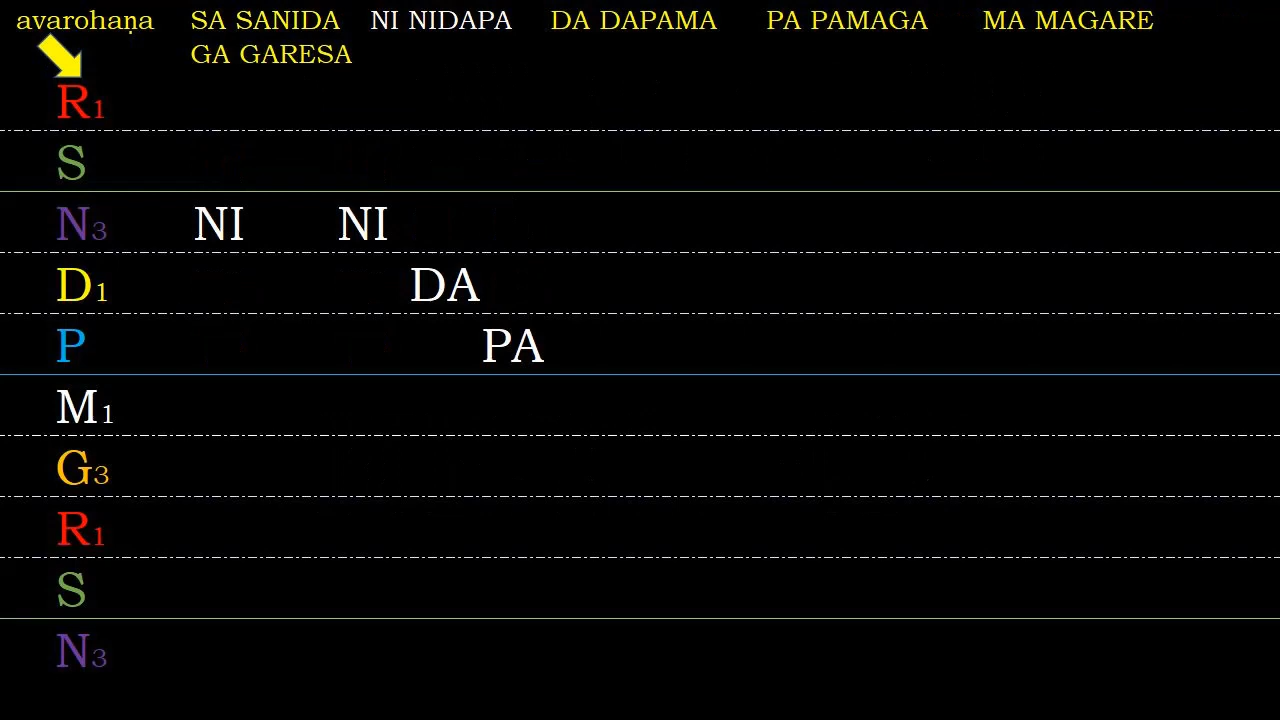 avarohaṇa SA SANIDA NI NIDAPA DA DAPAMA PA PAMAGA MA MAGARE
GA GARESA
R1
S
N3 NI NI
D1 DA
P PA
M1
G3
R1
S
N3